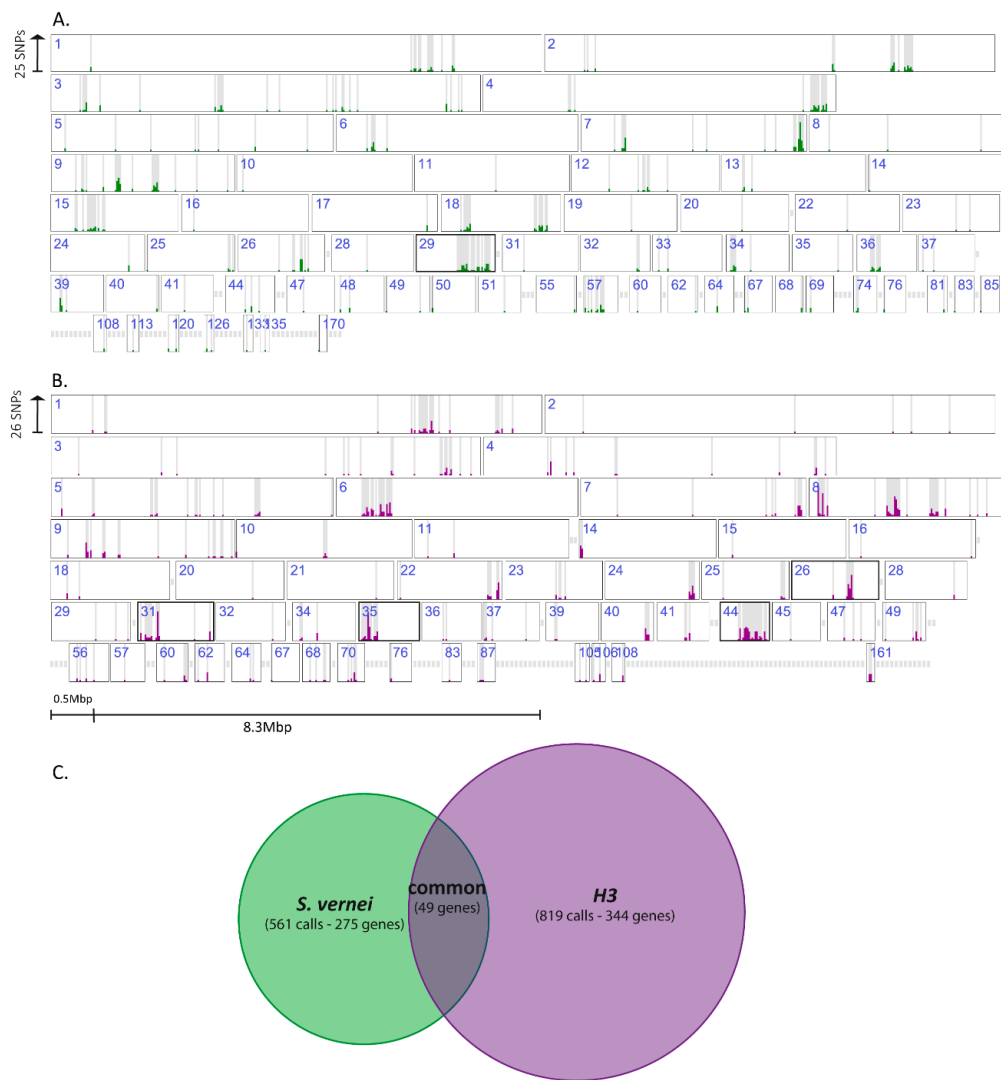 A.
25 SNPs
1 2
3 4
5 6 7 8
9 10 11 12 13 14
15 16 17 18 19 20 22 23
24 25 26 28 29 31 32 33 34 35 36 37
39 40 41 44 47 48 49 50 51 55 57 60 62 64 67 68 69 74 76 81 83 85
108 113 120 126 133 135 170
B.
26 SNPs
1 2
3 4
5 6 7 8
9 10 11 14 15 16
18 20 21 22 23 24 25 26 28
29 31 32 34 35 36 37 39 40 41 44 45 47 49
56 57 60 62 64 67 68 70 76 83 87 105 106 108 161
0.5Mbp
8.3Mbp
C.
S. vernei
(561 calls - 275 genes)
common
(49 genes)
H3
(819 calls - 344 genes)